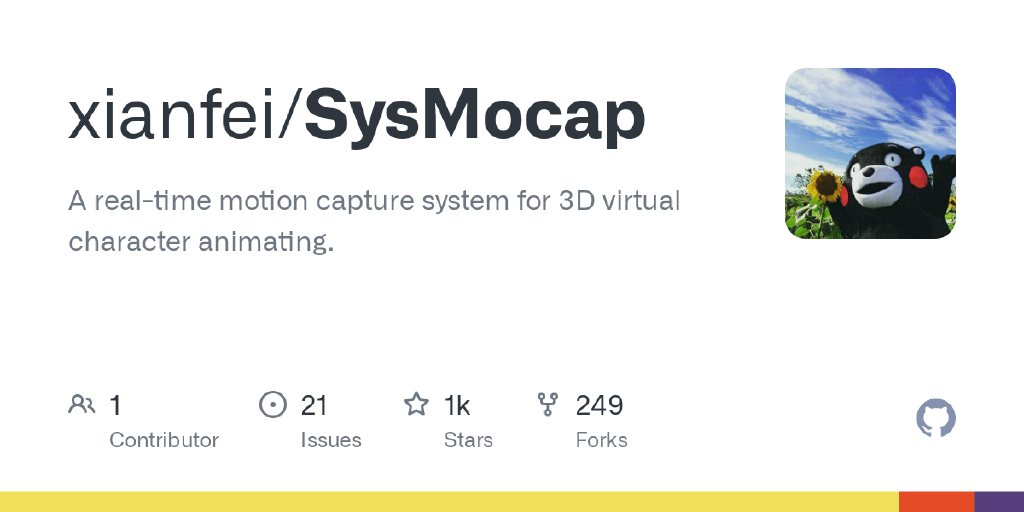 xianfei/SysMocap
A real-time motion capture system for 3D virtual
character animating.
1
Contributor
21
Issues
1k
Stars
249
Forks